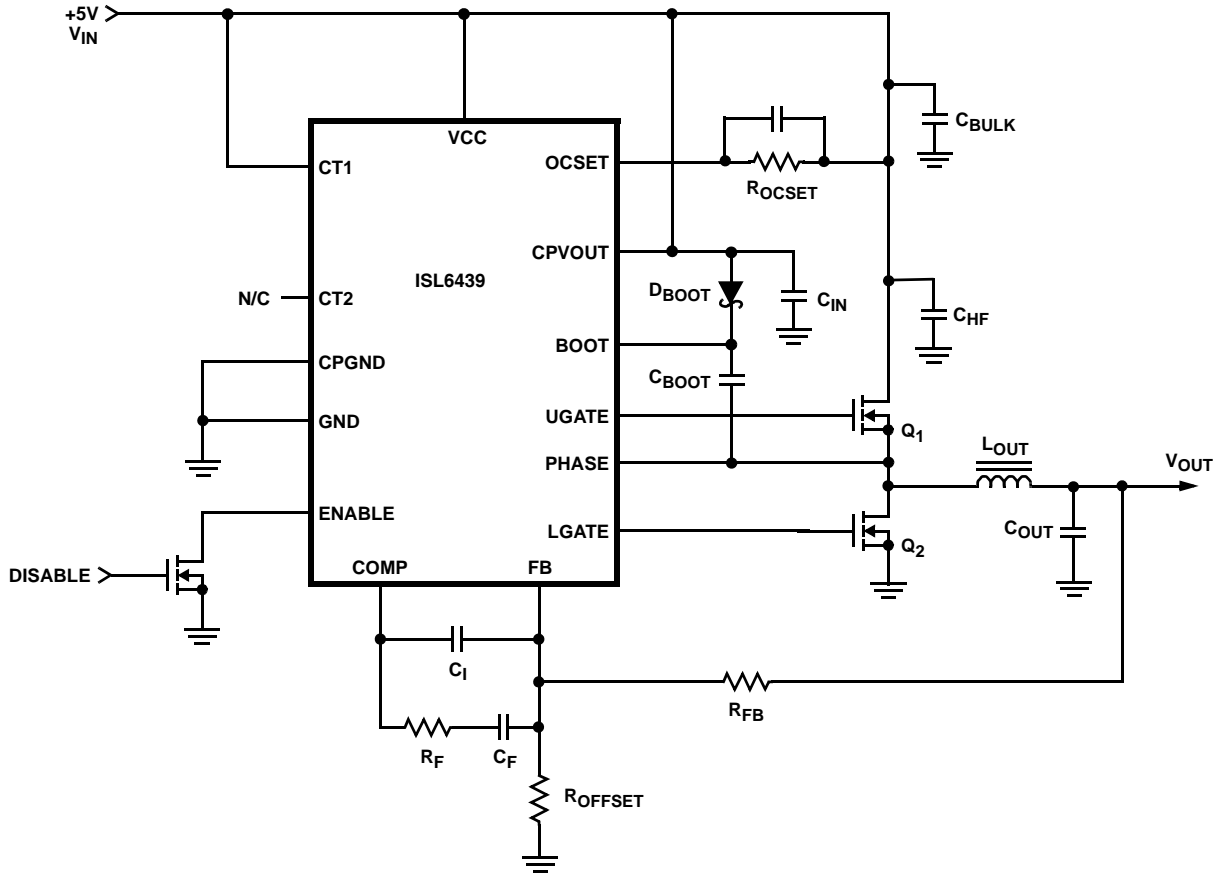 +5V
VIN
CBULK
VCC
OCSET
CT1
ROCSET
CPVOUT
ISL6439
DBOOT
CIN
N/C
CT2
CHF
BOOT
CPGND
CBOOT
UGATE
GND
Q1
LOUT
PHASE
VOUT
ENABLE
LGATE
COUT
Q2
COMP
FB
DISABLE
CI
RFB
RF
CF
ROFFSET